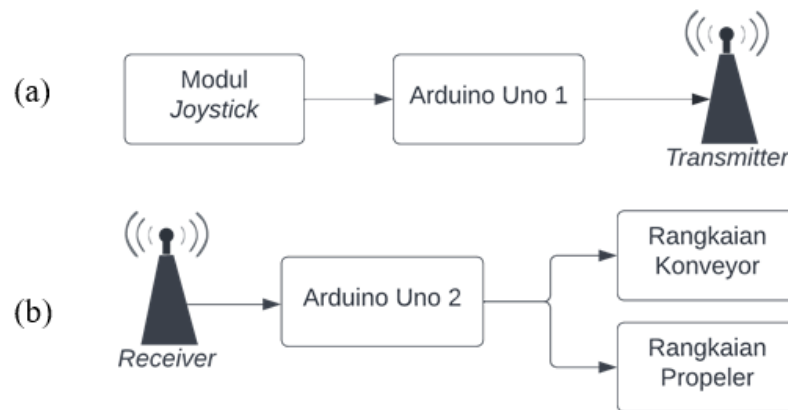 (a)
Modul
Joystick
Arduino Uno 1
Transmitter
(b)
Receiver
Arduino Uno 2
Rangkaian
Konveyor
Rangkaian
Propeler